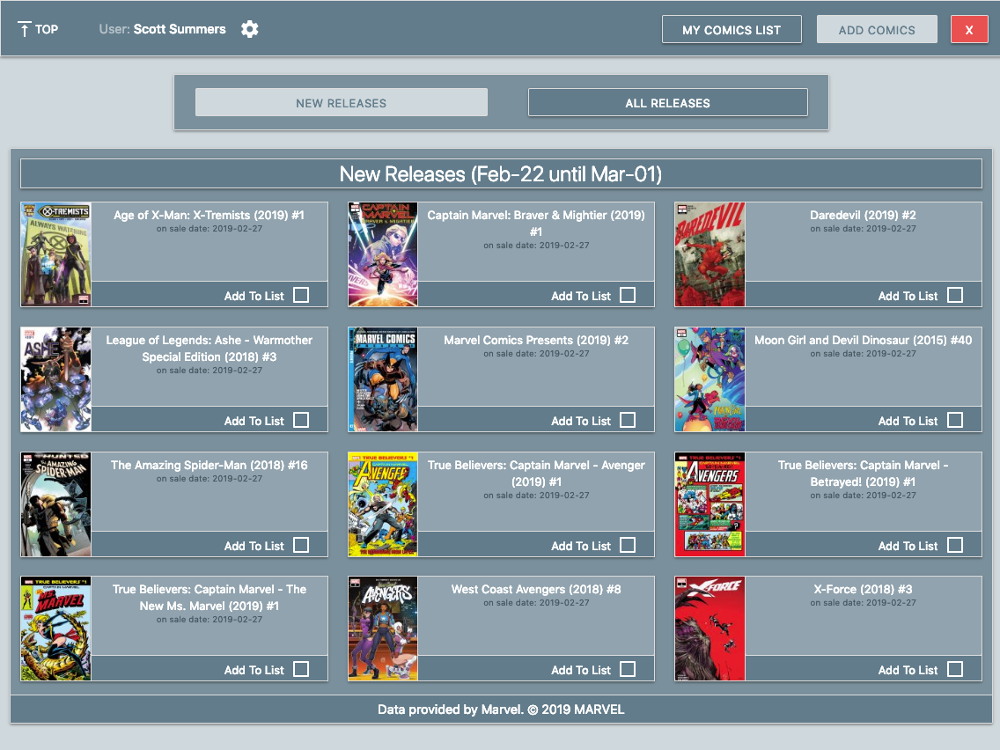 TOP
User: Scott Summers
MY COMICS LIST
ADD COMICS
X
NEW RELEASES
ALL RELEASES
New Releases (Feb-22 until Mar-01)
X-TREMISTS
ALWAYS WATCHING
Age of X-Man: X-Tremists (2019) #1
on sale date: 2019-02-27
Add To List
CAPTAIN
MARVEL
BRAVER & MIGHTIER
Captain Marvel: Braver & Mightier (2019)
#1
on sale date: 2019-02-27
Add To List
DAREDEVIL
Daredevil (2019) #2
on sale date: 2019-02-27
Add To List
ASHE
League of Legends: Ashe - Warmother
Special Edition (2018) #3
on sale date: 2019-02-27
Add To List
MARVEL COMICS
PRESENTS
Marvel Comics Presents (2019) #2
on sale date: 2019-02-27
Add To List
Moon Girl and Devil Dinosaur (2015) #40
on sale date: 2019-02-27
Add To List
HUNTED
AMAZING
SPIDER-MAN
The Amazing Spider-Man (2018) #16
on sale date: 2019-02-27
Add To List
TRUE BELIEVERS #1
CAPTAIN MARVEL
AVENGERS
True Believers: Captain Marvel - Avenger
(2019) #1
on sale date: 2019-02-27
Add To List
TRUE BELIEVERS #1
AVENGERS
True Believers: Captain Marvel -
Betrayed! (2019) #1
on sale date: 2019-02-27
Add To List
TRUE BELIEVERS #1
CAPTAIN MARVEL
MS. MARVEL
True Believers: Captain Marvel - The
New Ms. Marvel (2019) #1
on sale date: 2019-02-27
Add To List
AVENGERS
West Coast Avengers (2018) #8
on sale date: 2019-02-27
Add To List
X-FORCE
X-Force (2018) #3
on sale date: 2019-02-27
Add To List
Data provided by Marvel. © 2019 MARVEL